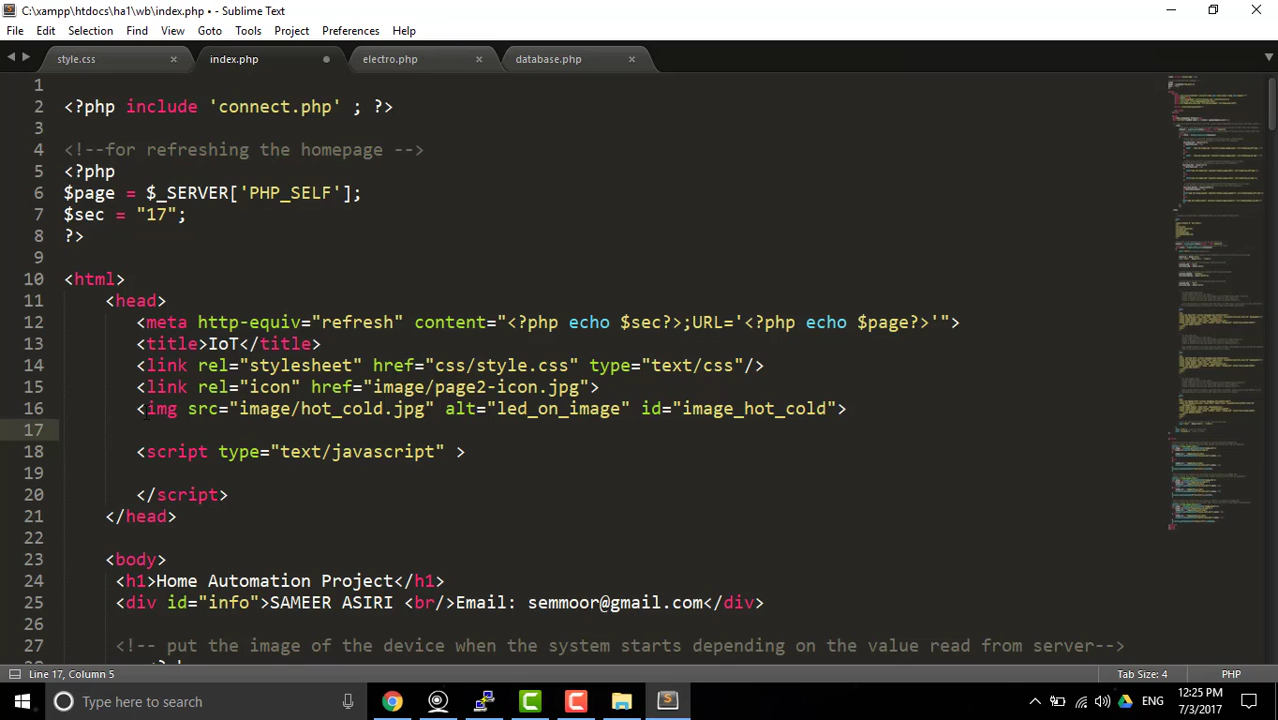 C:\xampp\htdocs\ha1\wb\index.php • - Sublime Text
File Edit Selection Find View Goto Tools Project Preferences Help
style.css index.php electro.php database.php
1
2 <?php include 'connect.php' ; ?>
3
4 <!--for refreshing the homepage -->
5 <?php
6 $page = $_SERVER['PHP_SELF'];
7 $sec = "17";
8 ?>
9
10 <html>
11 <head>
12 <meta http-equiv="refresh" content="<?php echo $sec?>;URL='<?php echo $page?>'">
13 <title>IoT</title>
14 <link rel="stylesheet" href="css/style.css" type="text/css"/>
15 <link rel="icon" href="image/page2-icon.jpg">
16 <img src="image/hot_cold.jpg" alt="led_on_image" id="image_hot_cold">
17
18 <script type="text/javascript" >
19
20 </script>
21 </head>
22
23 <body>
24 <h1>Home Automation Project</h1>
25 <div id="info">SAMEER ASIRI <br/>Email: semmoor@gmail.com</div>
26
27 <!-- put the image of the device when the system starts depending on the value read from server-->
Line 17, Column 5 Tab Size: 4 PHP
Type here to search ENG 12:25 PM
7/3/2017